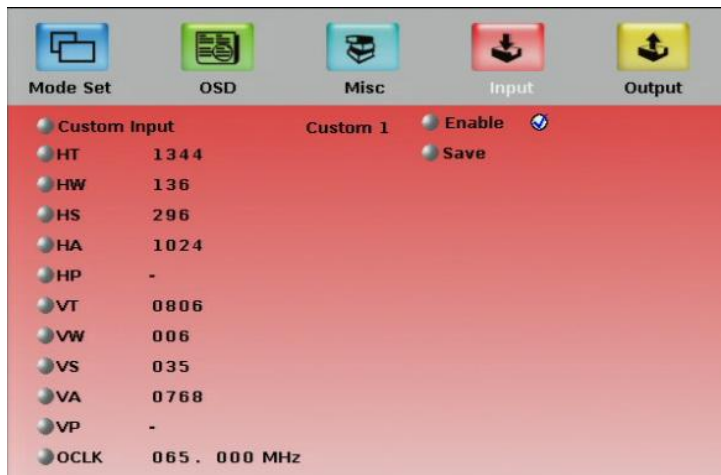 Mode Set OSD Misc Input Output
Custom Input Custom 1 Enable
HT 1344 Save
HW 136
HS 296
HA 1024
HP -
VT 0806
VW 006
VS 035
VA 0768
VP -
OCLK 065. 000 MHz